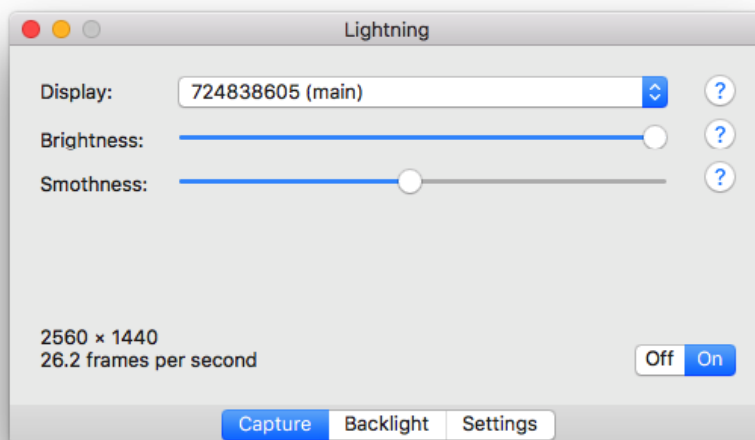 Lightning
Display: 724838605 (main) ?
Brightness: ?
Smothness: ?
2560 × 1440
26.2 frames per second
Off On
Capture Backlight Settings